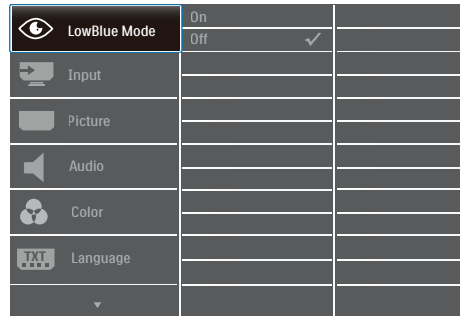 LowBlue Mode
On
Off
Input
Picture
Audio
Color
TXT
Language